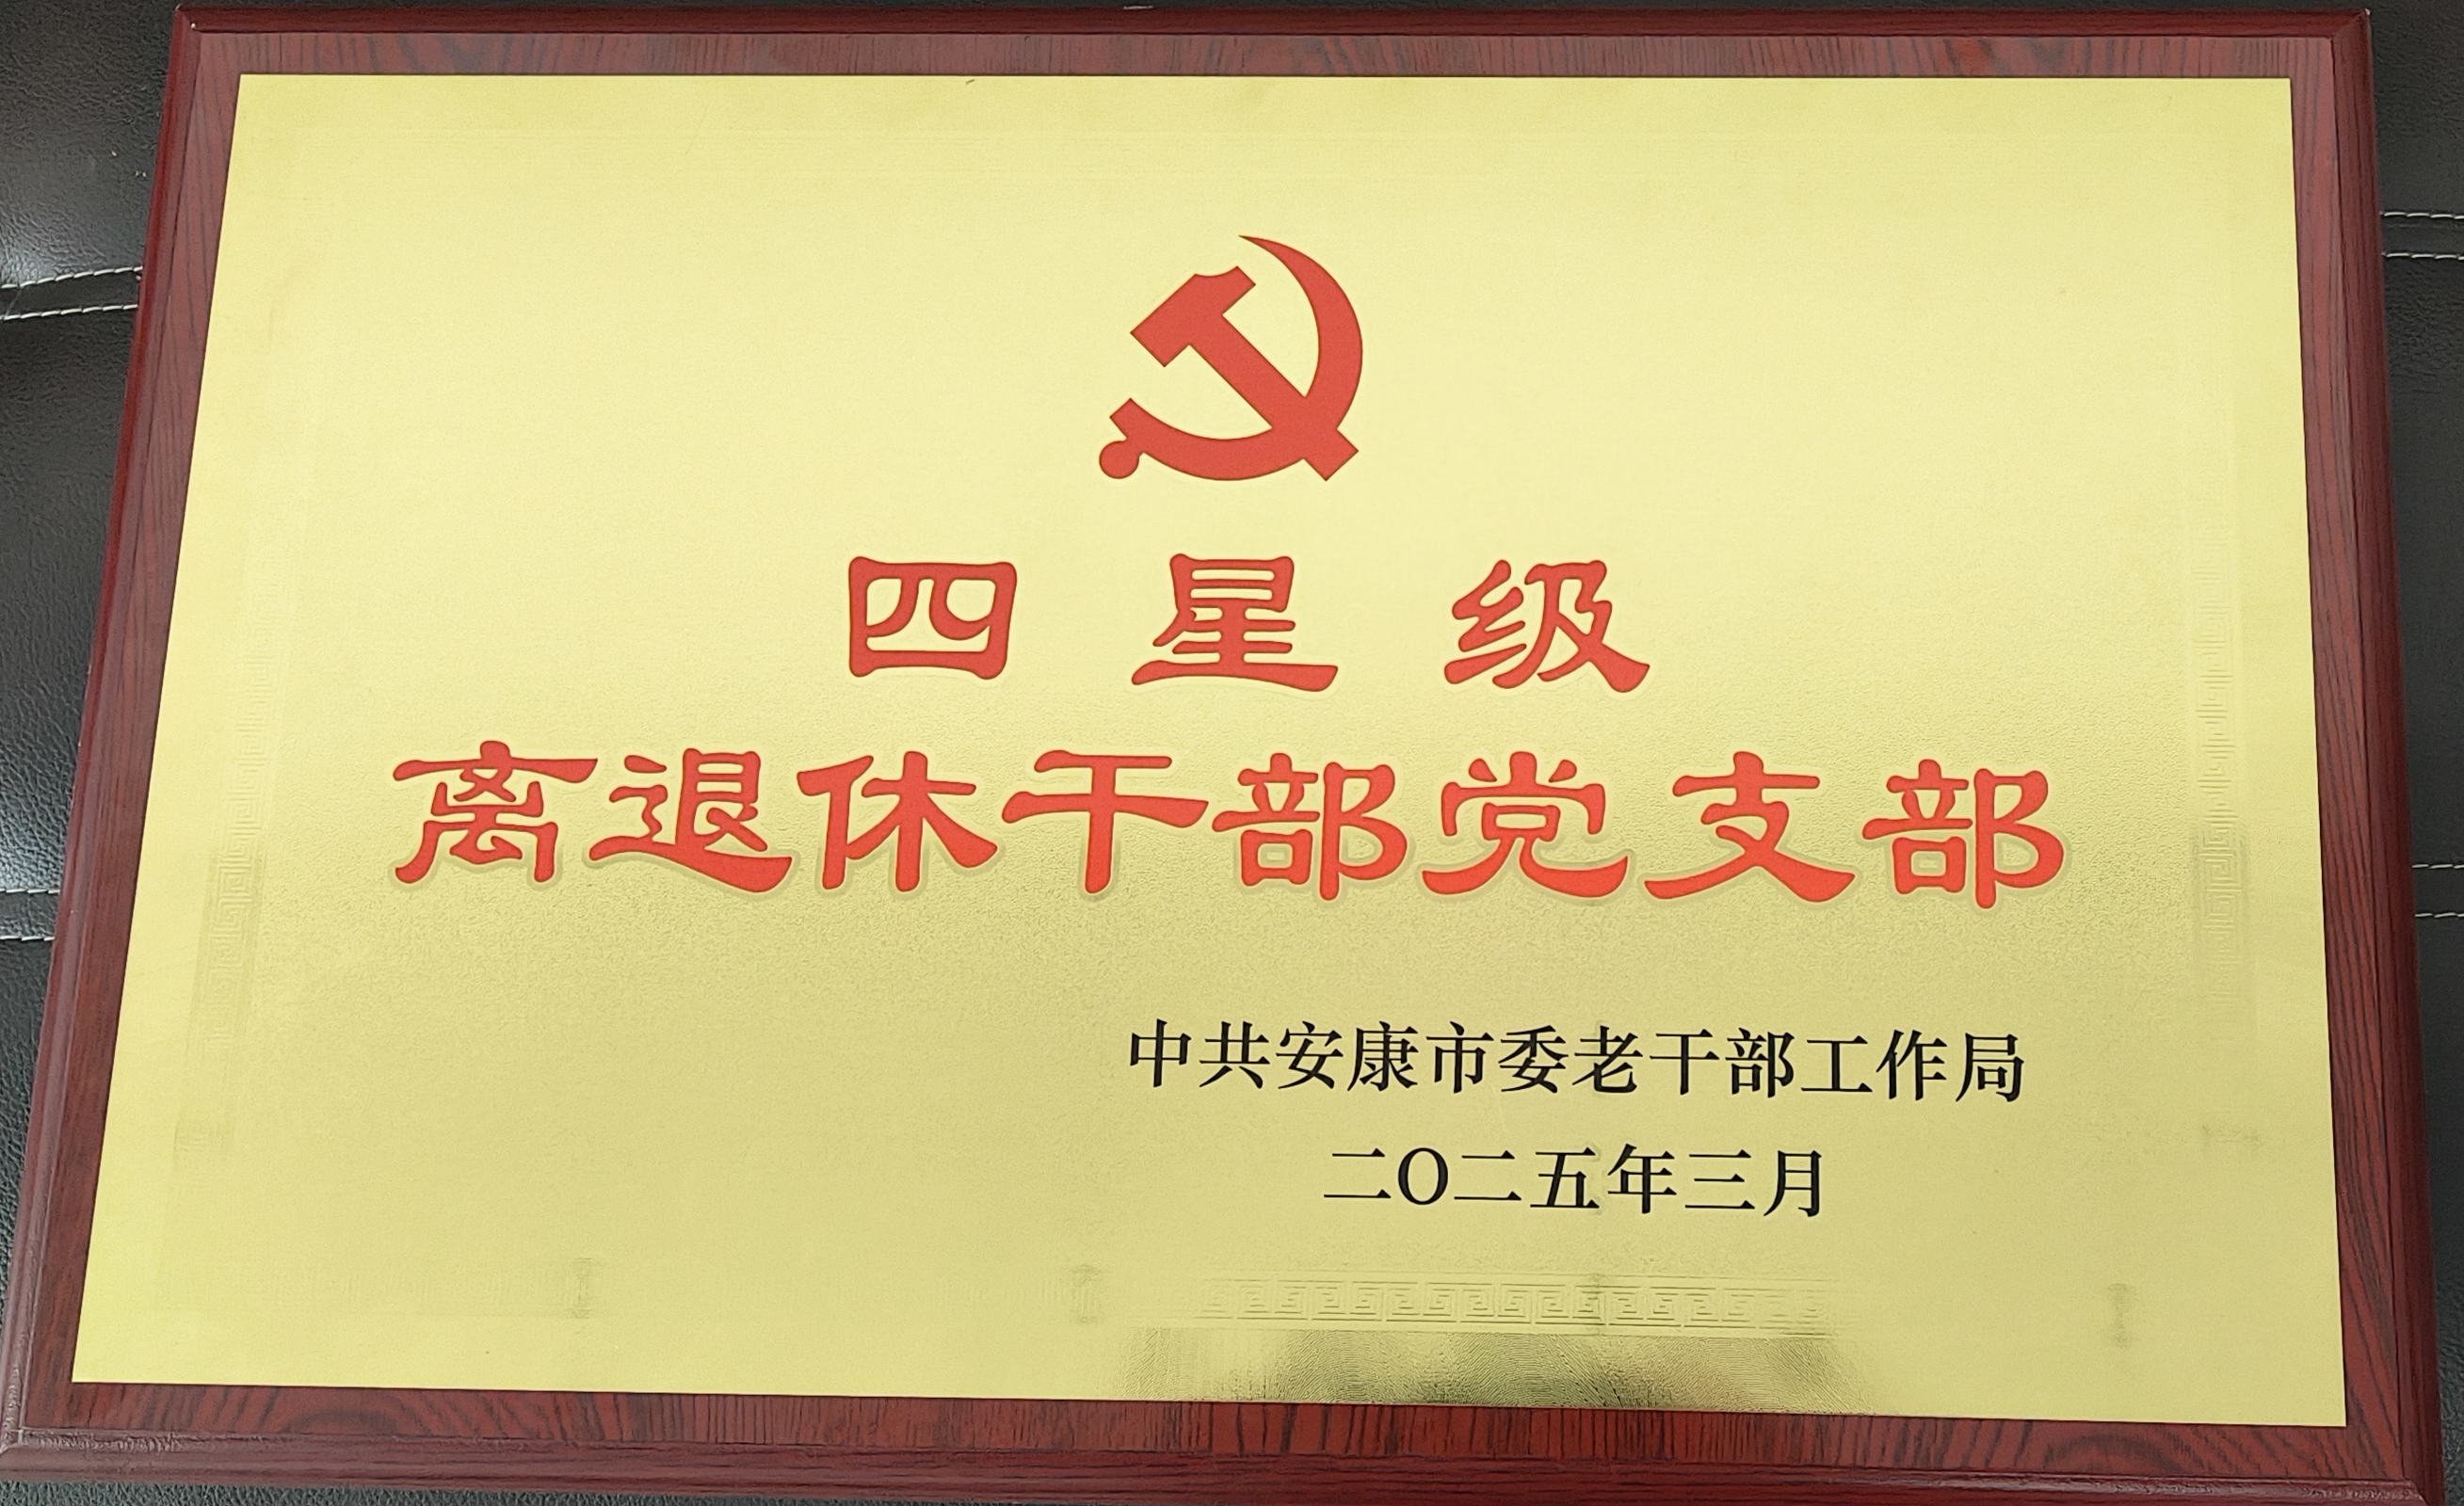 四星级
离退休干部党支部
中共安康市委老干部工作局
二〇二五年三月